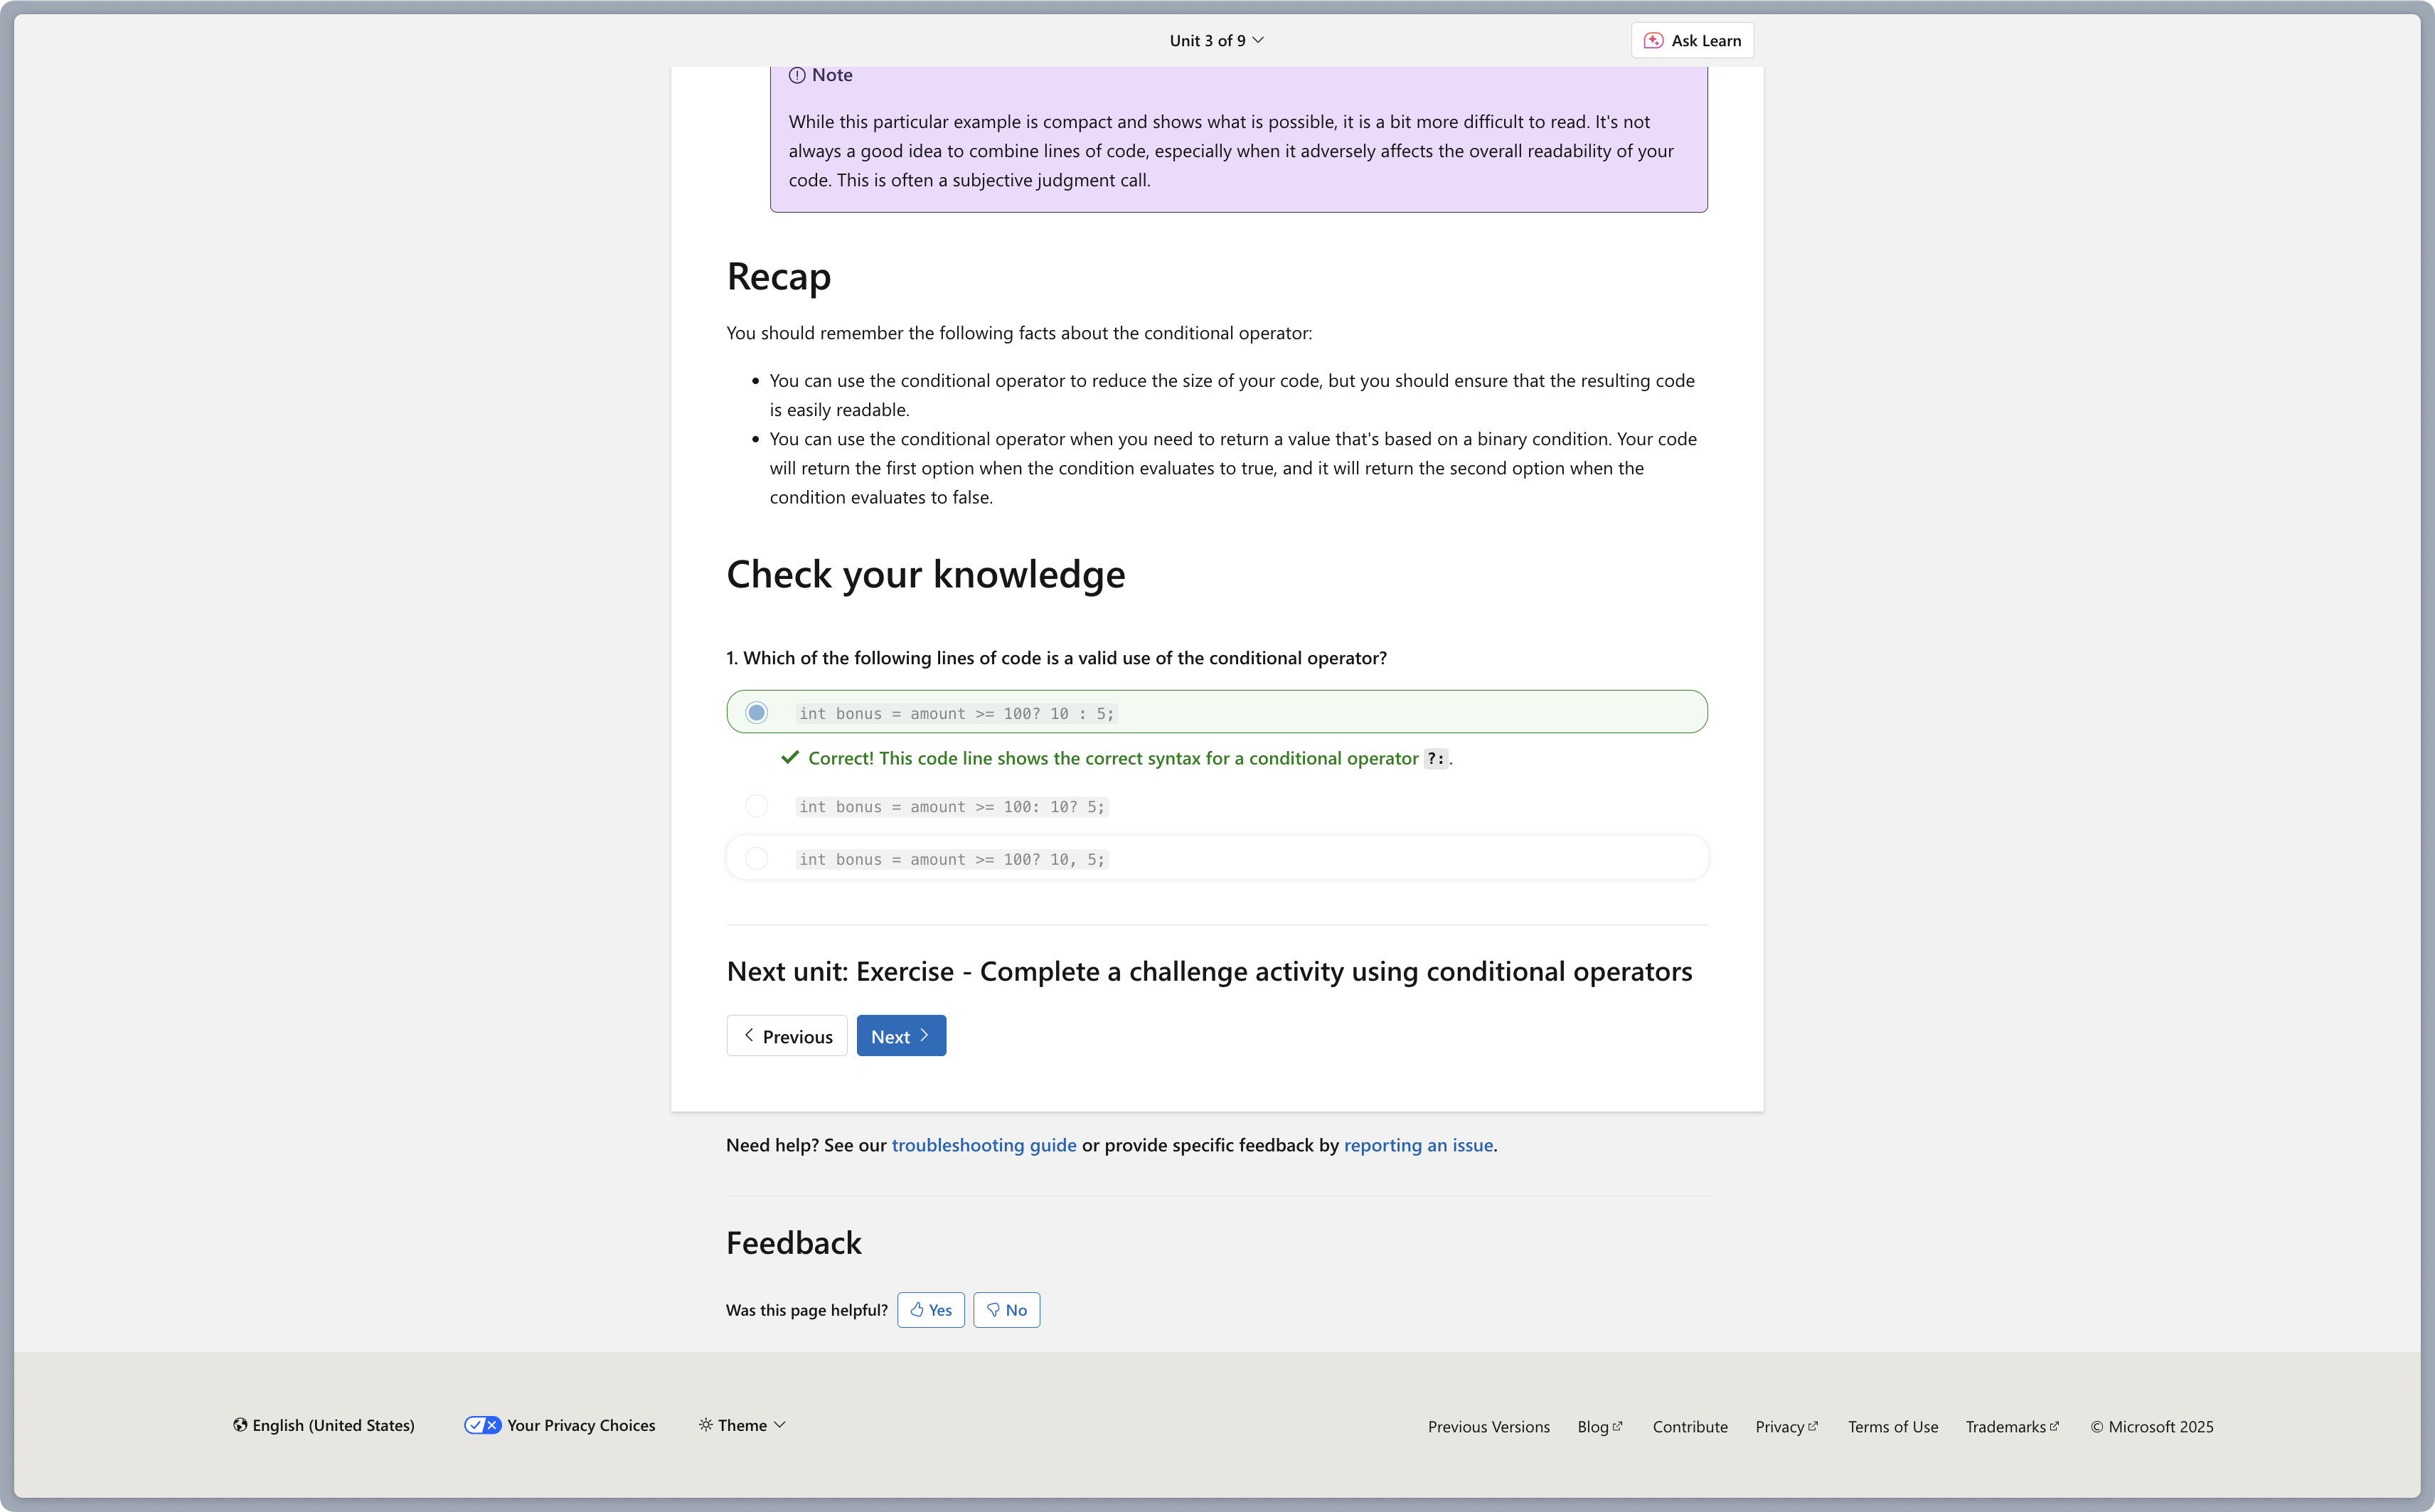 Unit 3 of 9
Ask Learn
Note
While this particular example is compact and shows what is possible, it is a bit more difficult to read. It's not
always a good idea to combine lines of code, especially when it adversely affects the overall readability of your
code. This is often a subjective judgment call.
Recap
You should remember the following facts about the conditional operator:
• You can use the conditional operator to reduce the size of your code, but you should ensure that the resulting code
is easily readable.
• You can use the conditional operator when you need to return a value that's based on a binary condition. Your code
will return the first option when the condition evaluates to true, and it will return the second option when the
condition evaluates to false.
Check your knowledge
1. Which of the following lines of code is a valid use of the conditional operator?
int bonus = amount >= 100? 10 : 5;
Correct! This code line shows the correct syntax for a conditional operator ?:.
int bonus = amount >= 100: 10? 5;
int bonus = amount >= 100? 10, 5;
Next unit: Exercise - Complete a challenge activity using conditional operators
Previous
Next
Need help? See our troubleshooting guide or provide specific feedback by reporting an issue.
Feedback
Was this page helpful? Yes No
English (United States)
Your Privacy Choices
Theme
Previous Versions
Blog
Contribute
Privacy
Terms of Use
Trademarks
© Microsoft 2025